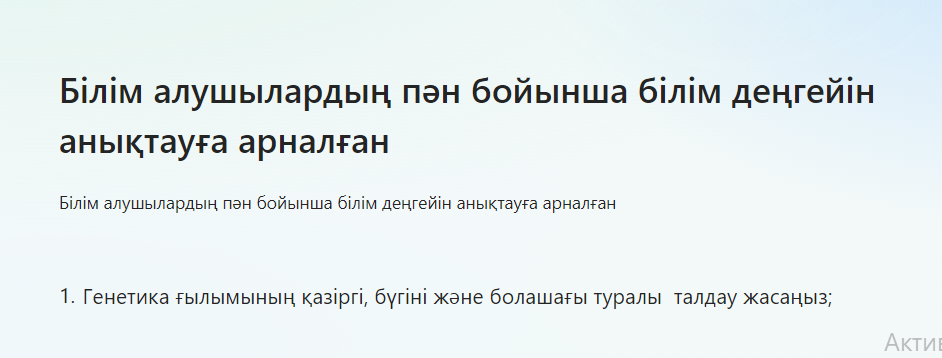 Білім алушылардың пән бойынша білім деңгейін
анықтауға арналған
Білім алушылардың пән бойынша білім деңгейін анықтауға арналған
1. Генетика ғылымының қазіргі, бүгіні және болашағы туралы  талдау жасаңыз;